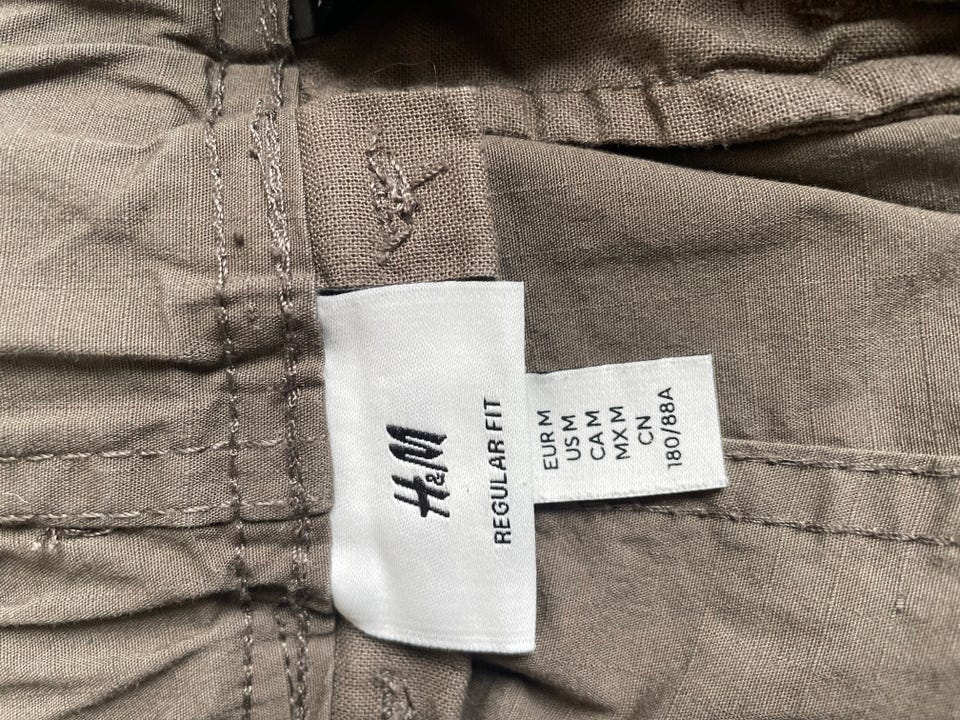 H&M
REGULAR FIT
EUR M
US M
CA M
MX M
CN
180/88A